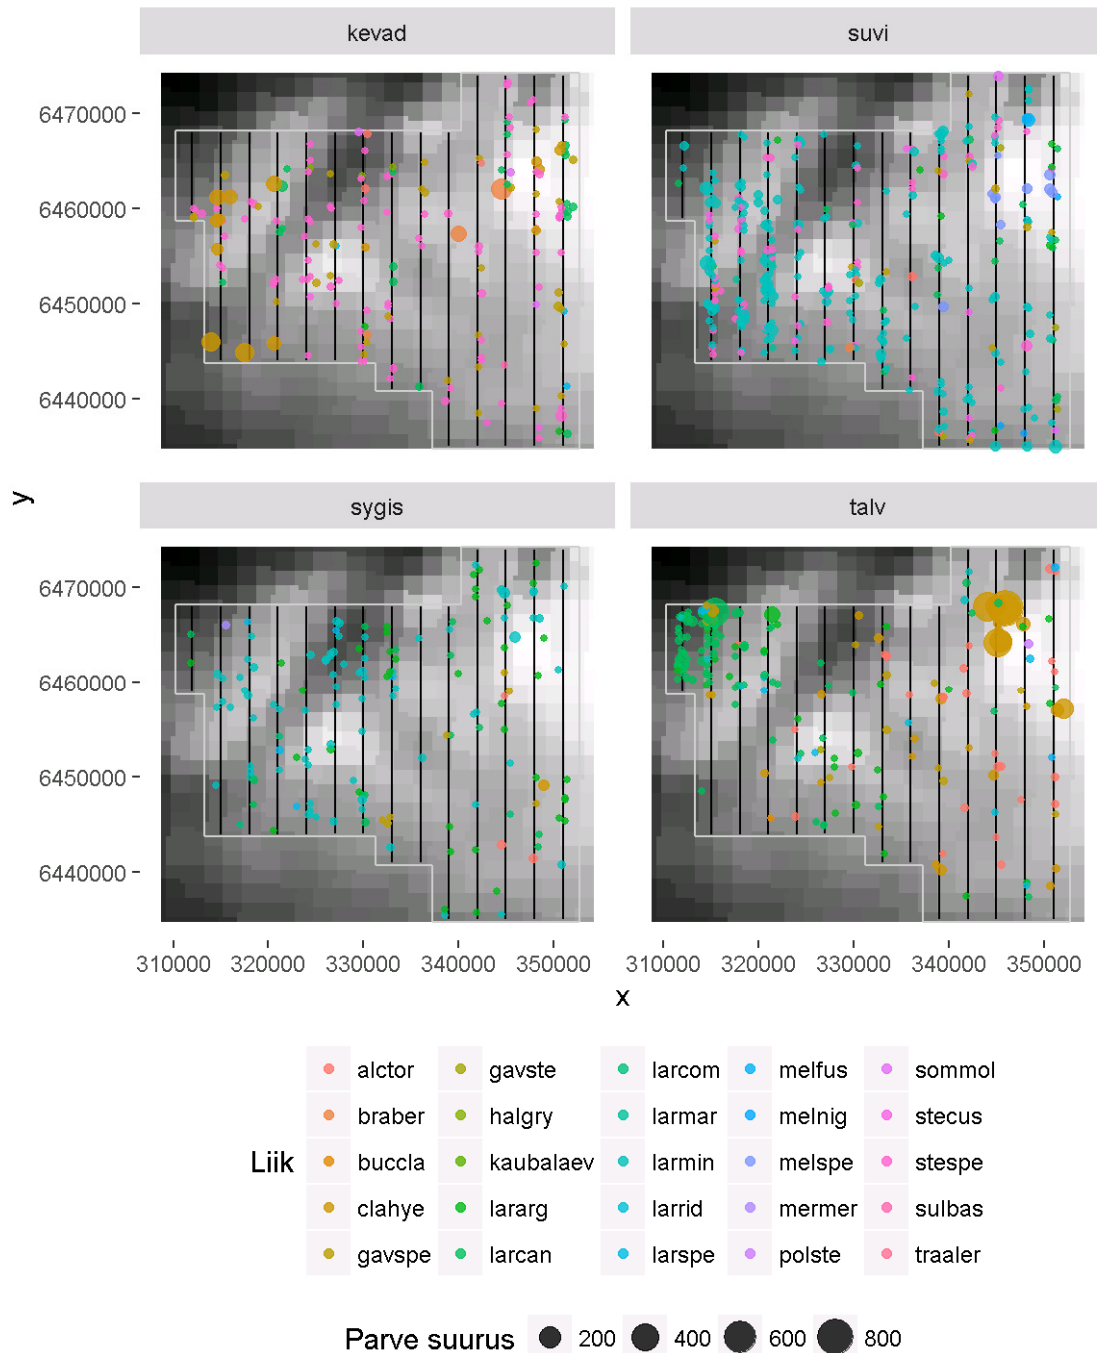 kevad suvi
6470000
6460000
6450000
6440000
y
sygis talv
6470000
6460000
6450000
6440000
310000 320000 330000 340000 350000 310000 320000 330000 340000 350000
x
Liik
alctor gavste larcom melfus sommol
braber halgry larmar melnig stecus
buccla kaubalaev larmin melspe stespe
clahye lararg larrid mermer sulbas
gavspe larcan larspe polste traaler
Parve suurus 200 400 600 800